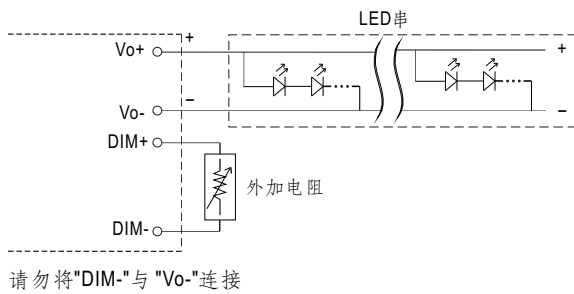 LED串
Vo+
+
+
Vo-
−
−
DIM+
外加电阻
DIM-
请勿将"DIM-"与 "Vo-"连接